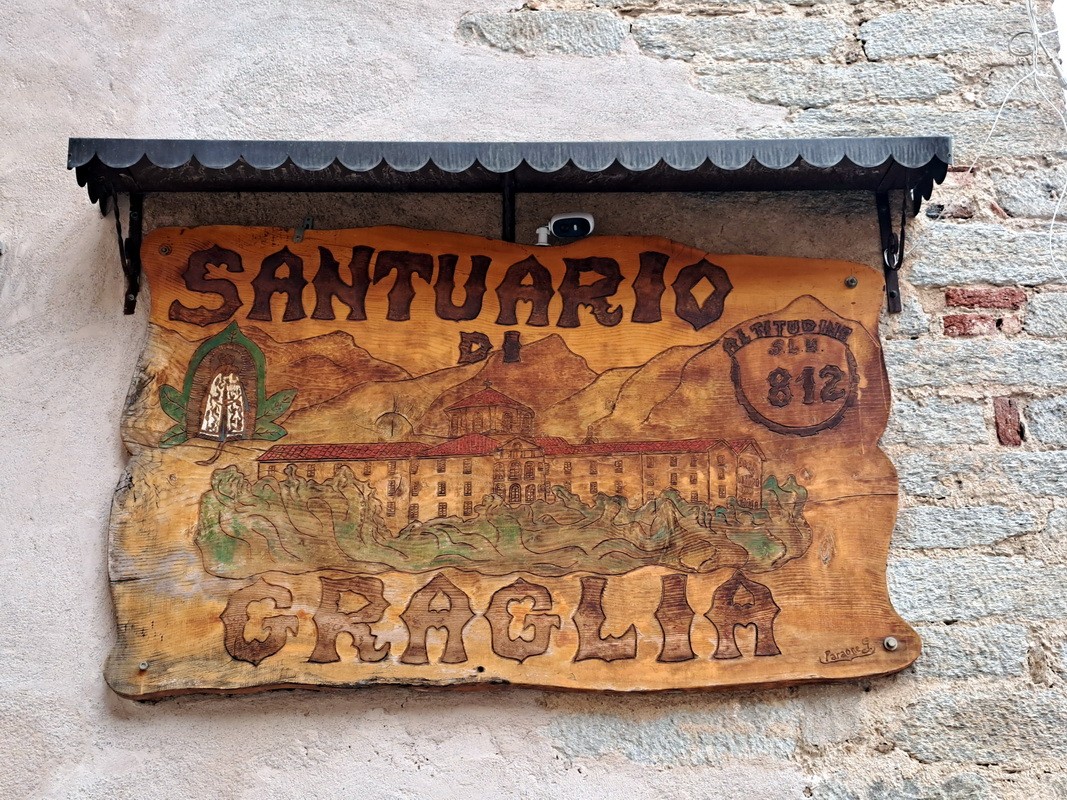 SANTUARIO
DI
ALTITUDINE
S.L.M.
812
GRAGLIA